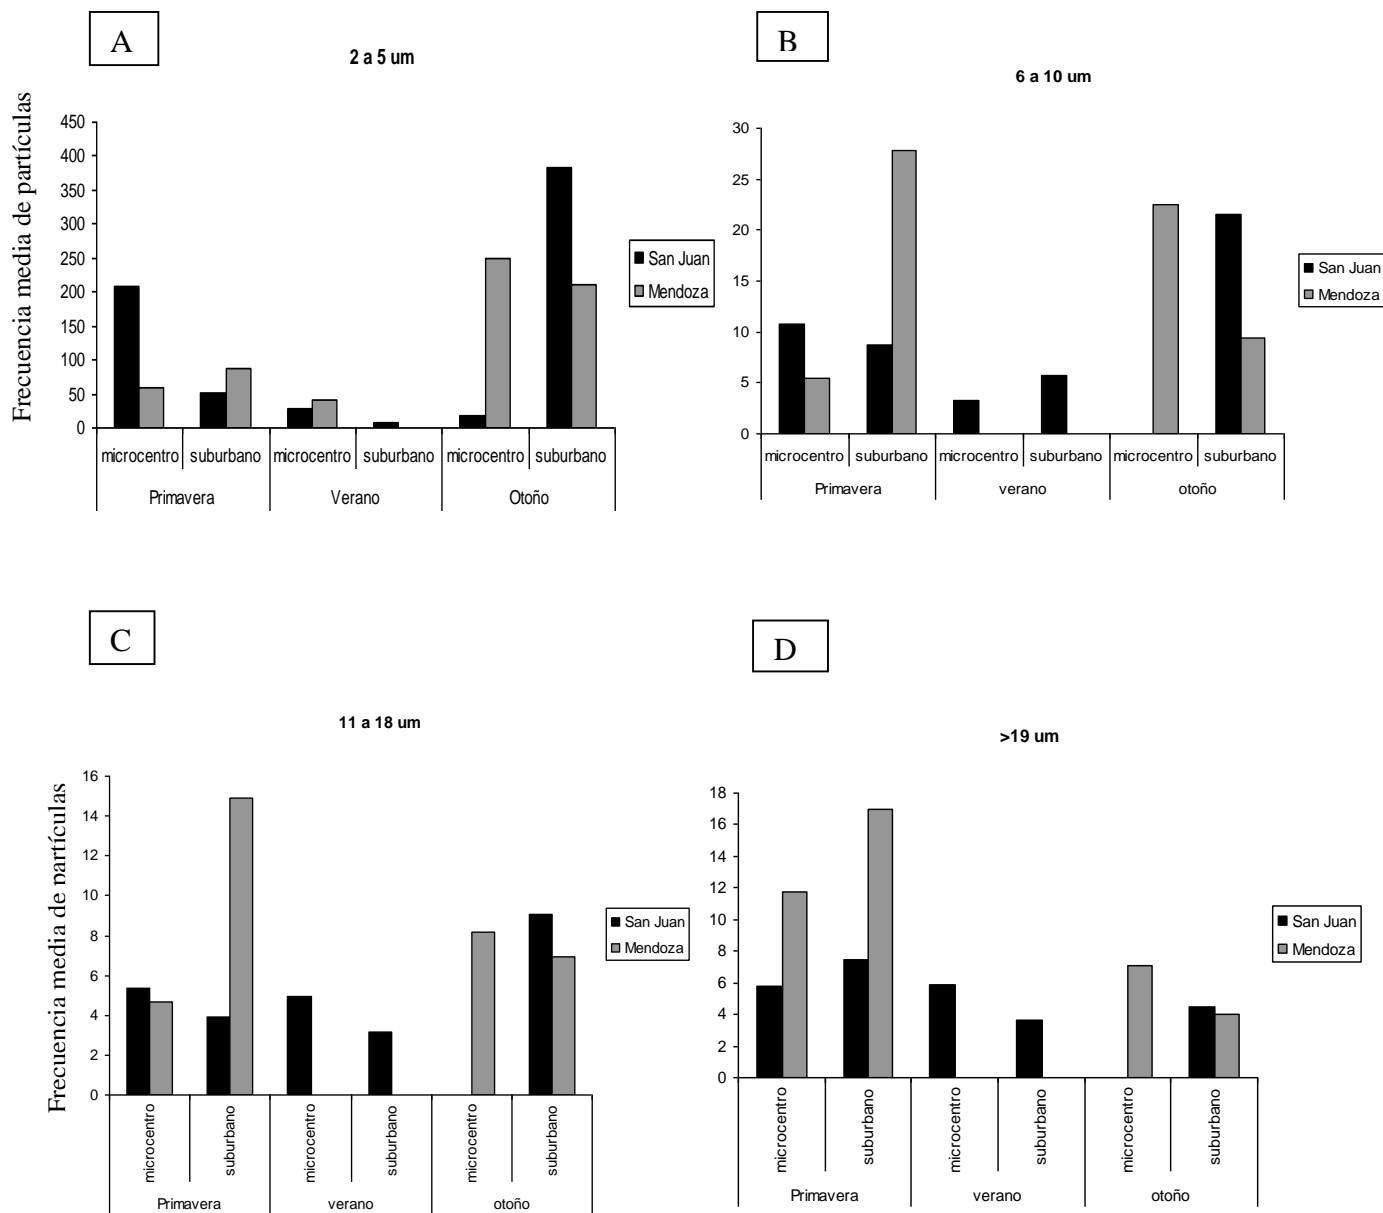 A
2 a 5 um
Frecuencia media de partículas
450
400
350
300
250
200
150
100
50
0
microcentro suburbano microcentro suburbano microcentro suburbano
Primavera Verano Otoño
San Juan
Mendoza
B
6 a 10 um
30
25
20
15
10
5
0
microcentro suburbano microcentro suburbano microcentro suburbano
Primavera verano otoño
San Juan
Mendoza
C
11 a 18 um
Frecuencia media de partículas
16
14
12
10
8
6
4
2
0
microcentro suburbano microcentro suburbano microcentro suburbano
Primavera verano otoño
San Juan
Mendoza
D
>19 um
18
16
14
12
10
8
6
4
2
0
microcentro suburbano microcentro suburbano microcentro suburbano
Primavera verano otoño
San Juan
Mendoza